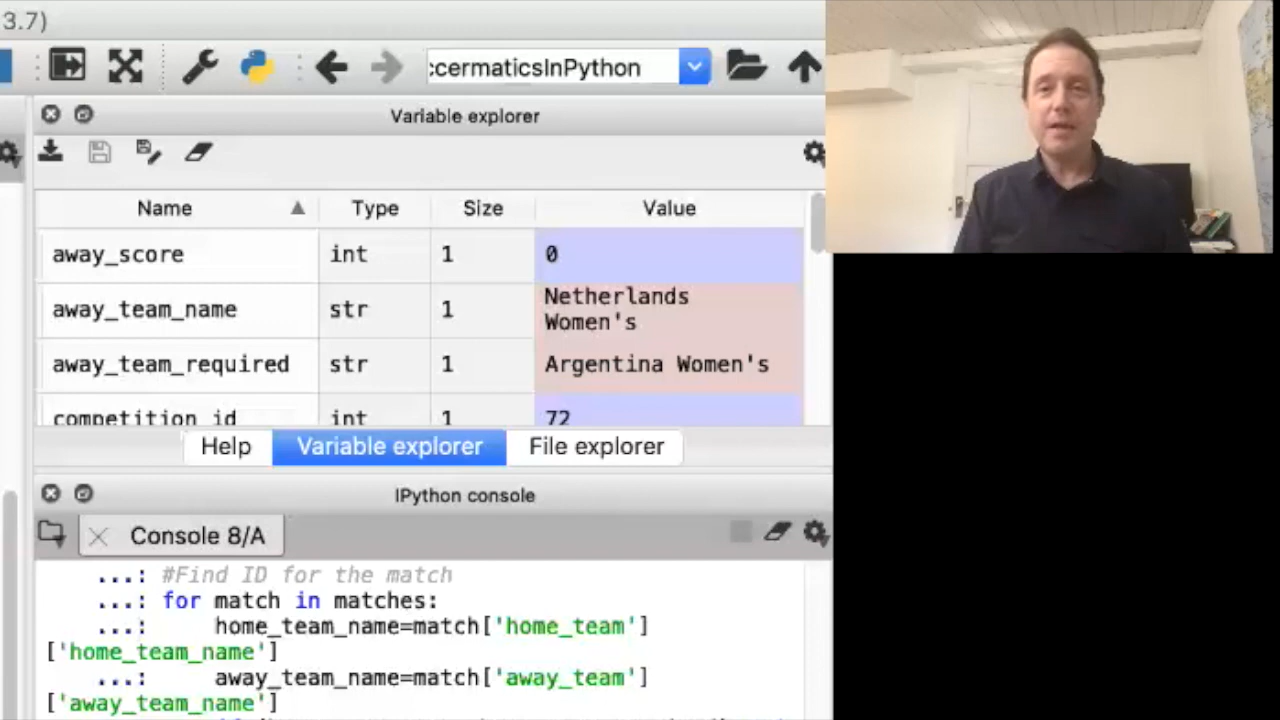 3.7)
:cermaticsInPython
Variable explorer
Name Type Size Value
away_score int 1 0
away_team_name str 1 Netherlands
Women's
away_team_required str 1 Argentina Women's
competition_id int 1 72
Help Variable explorer File explorer
IPython console
Console 8/A
...: #Find ID for the match
...: for match in matches:
...: home_team_name=match['home_team']
['home_team_name']
...: away_team_name=match['away_team']
['away_team_name']